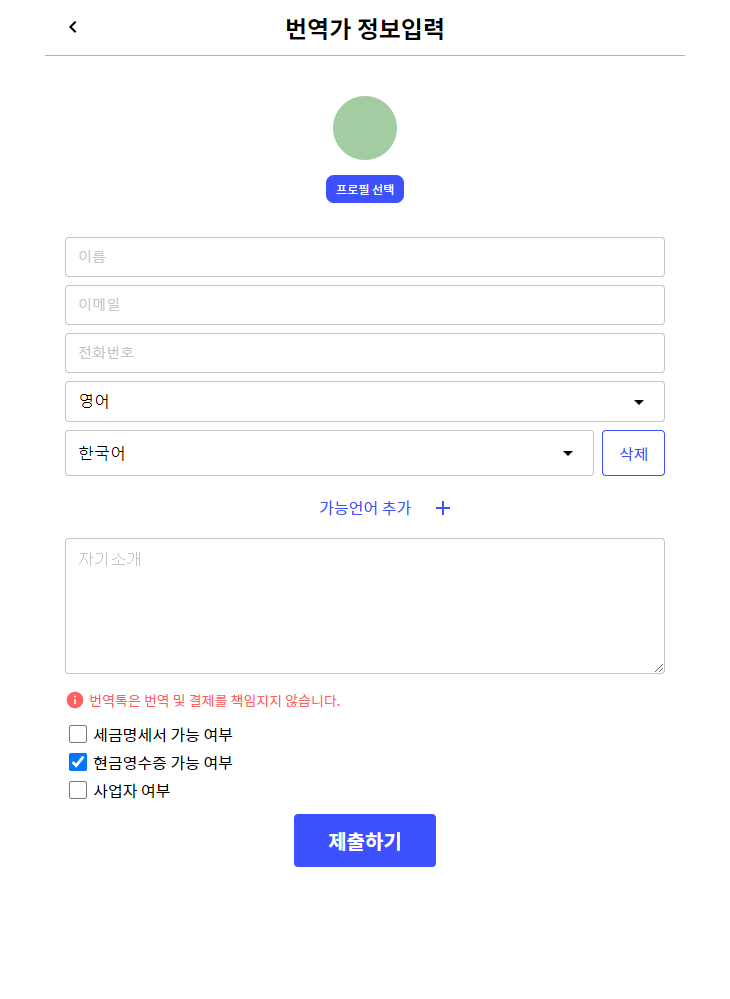 번역가 정보입력
프로필 선택
이름
이메일
전화번호
영어
한국어
삭제
가능언어 추가 +
자기소개
번역톡은 번역 및 결제를 책임지지 않습니다.
세금명세서 가능 여부
현금영수증 가능 여부
사업자 여부
제출하기